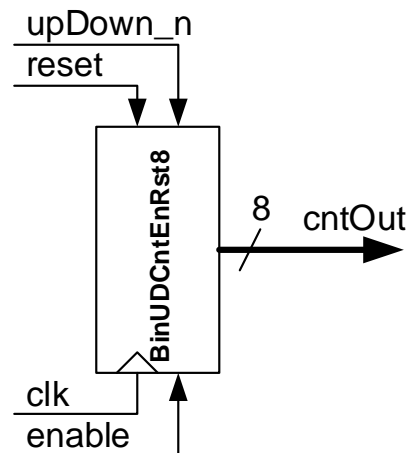 upDown_n
reset
BinUDCntEnRst8
8
cntOut
clk
enable